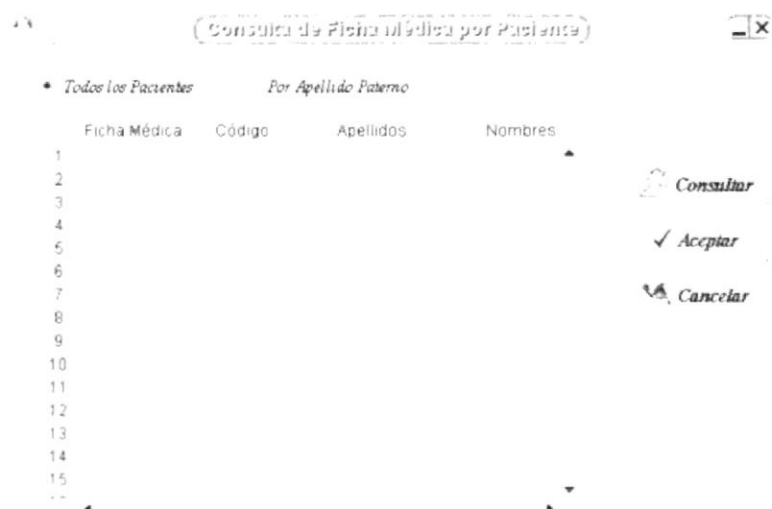 Consulta de Ficha Médica por Paciente
Todos los Pacientes Por Apellido Paterno
Ficha Médica Código Apellidos Nombres
1
2
3
4
5
6
7
8
9
10
11
12
13
14
15
Consultar
Aceptar
Cancelar